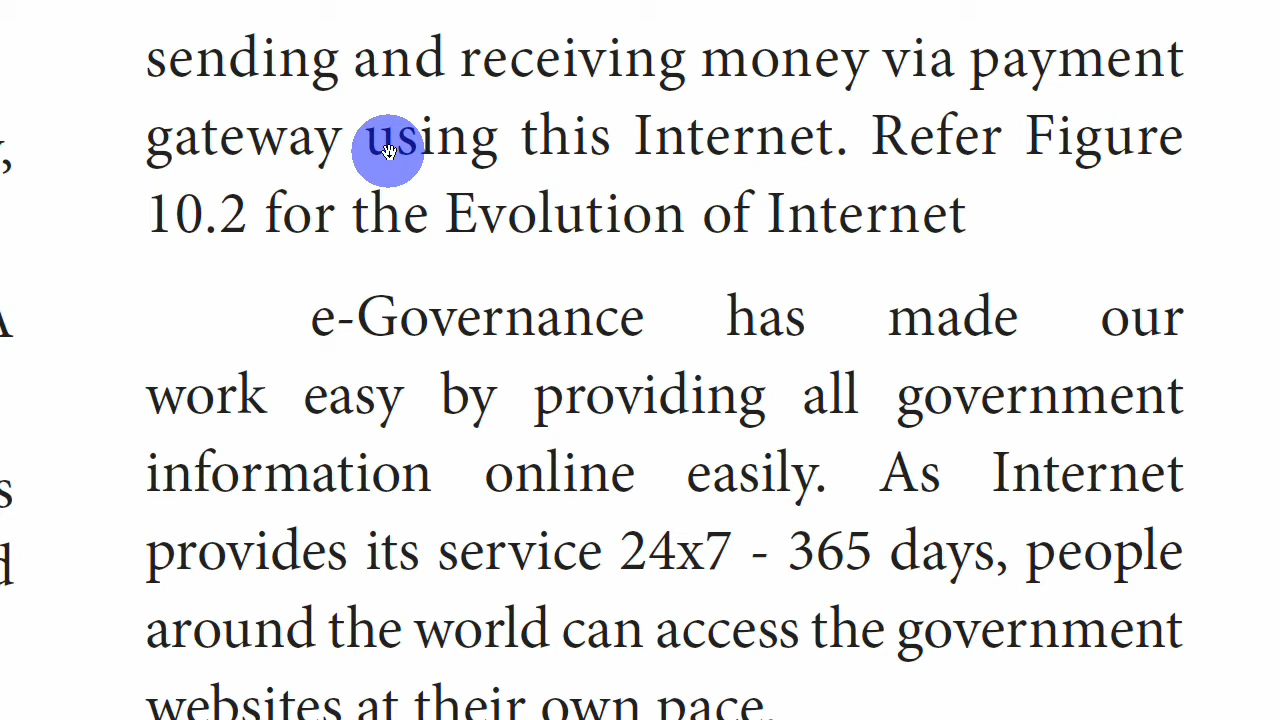 sending and receiving money via payment
gateway using this Internet. Refer Figure
10.2 for the Evolution of Internet
e-Governance has made our
work easy by providing all government
information online easily. As Internet
provides its service 24x7 - 365 days, people
around the world can access the government
websites at their own pace.